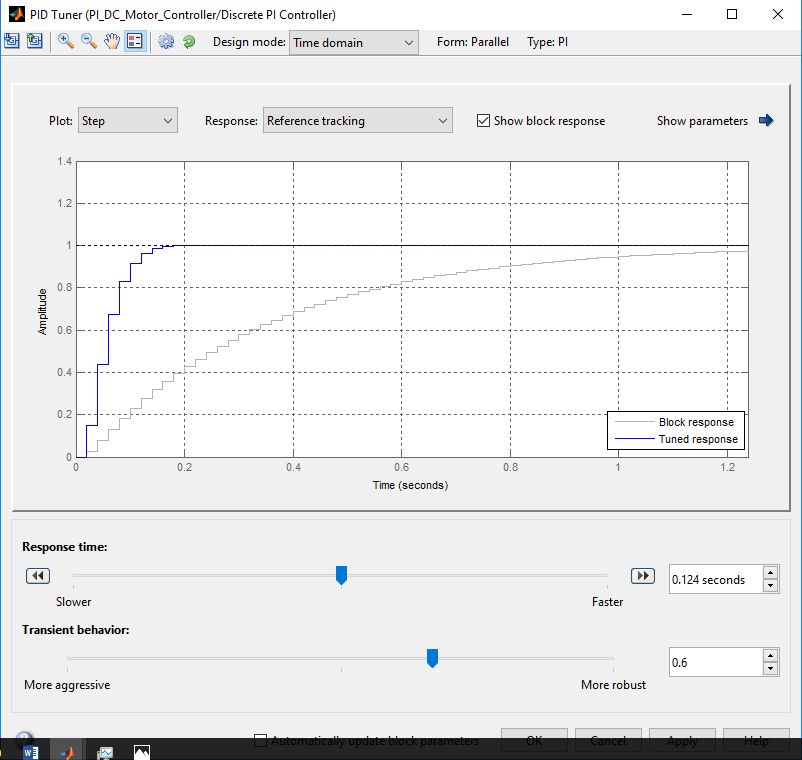 PID Tuner (PI_DC_Motor_Controller/Discrete PI Controller)
Design mode: Time domain Form: Parallel Type: PI
Plot: Step Response: Reference tracking Show block response Show parameters
1.4
1.2
1
0.8
0.6
0.4
0.2
0
Amplitude
Block response
Tuned response
0 0.2 0.4 0.6 0.8 1 1.2
Time (seconds)
Response time:
0.124 seconds
Slower Faster
Transient behavior:
0.6
More aggressive More robust
Automatically update block parameters OK Cancel Apply Help